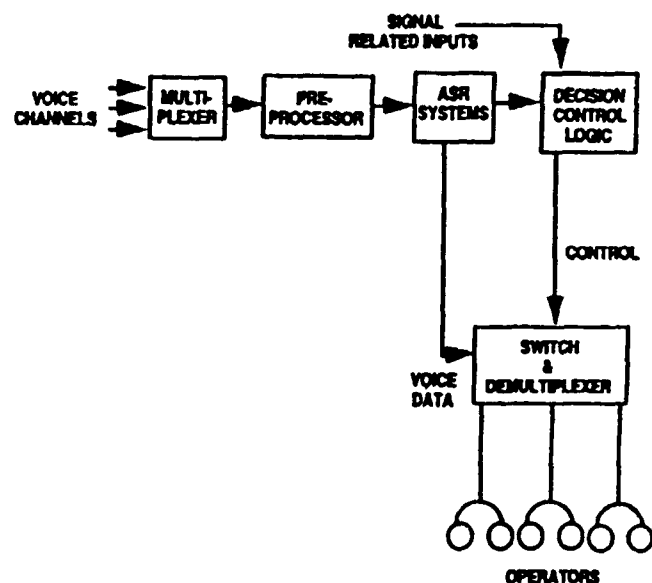 SIGNAL
RELATED INPUTS
VOICE
CHANNELS
MULTI-
PLEXER
PRE-
PROCESSOR
ASR
SYSTEMS
DECISION
CONTROL
LOGIC
CONTROL
SWITCH
&
DEMULTIPLEXER
VOICE
DATA
OPERATORS